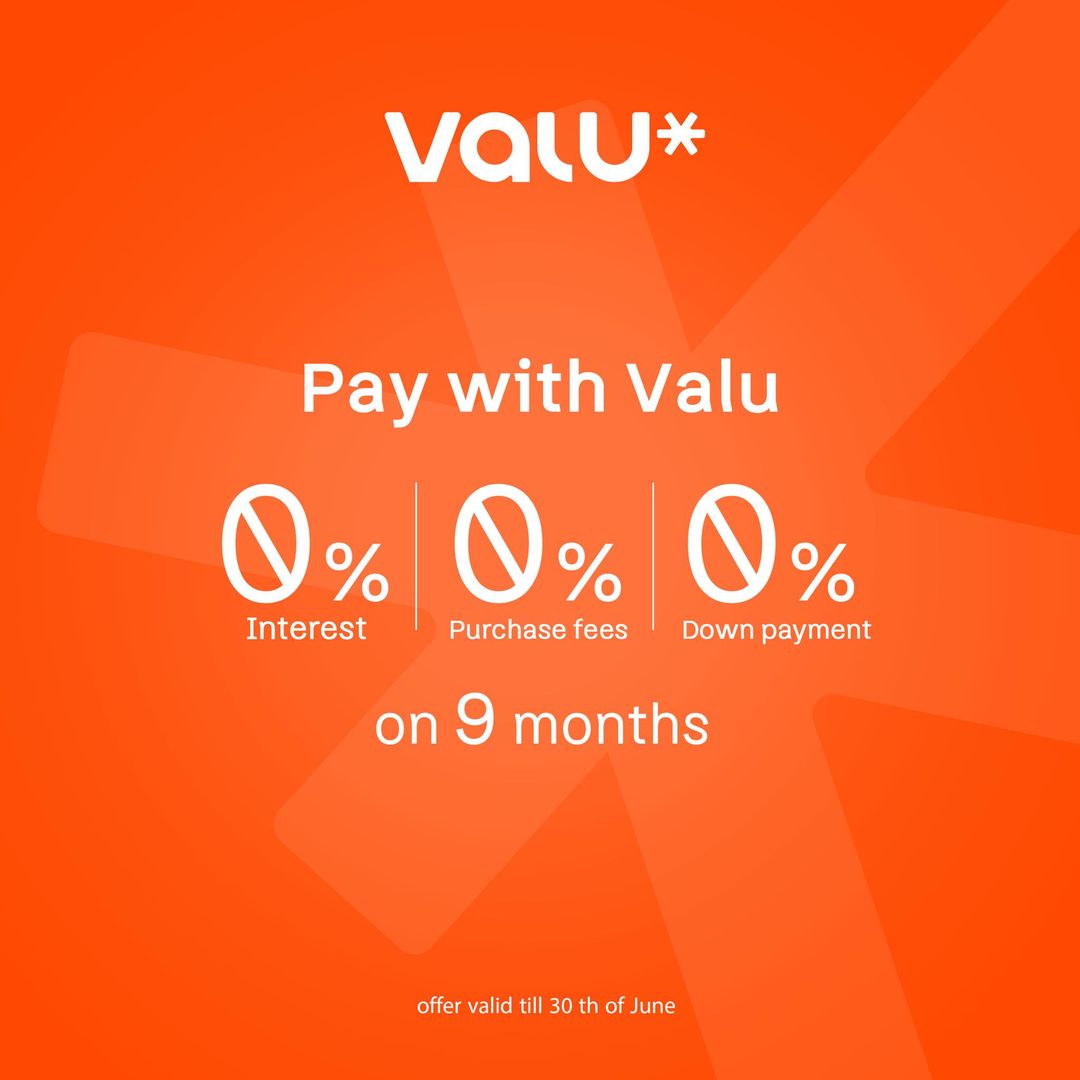 valu*
Pay with Valu
0% 0% 0%
Interest Purchase fees Down payment
on 9 months
offer valid till 30 th of June